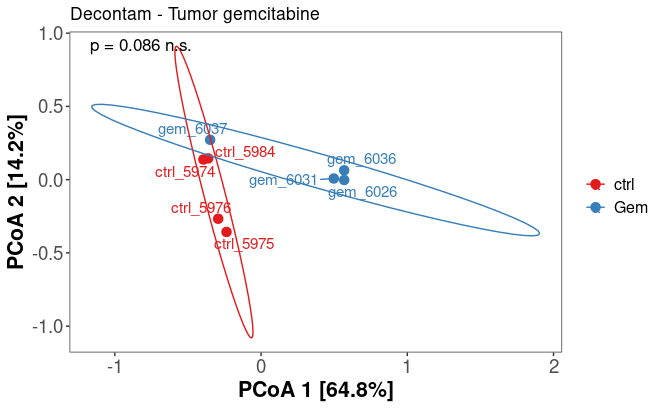 Decontam - Tumor gemcitabine
p = 0.086 n.s.
1.0
0.5
0.0
-0.5
-1.0
PCoA 2 [14.2%]
gem_6037
ctrl_5984
ctrl_5974
gem_6036
gem_6031
gem_6026
ctrl_5976
ctrl_5975
ctrl
Gem
-1
0
1
2
PCoA 1 [64.8%]